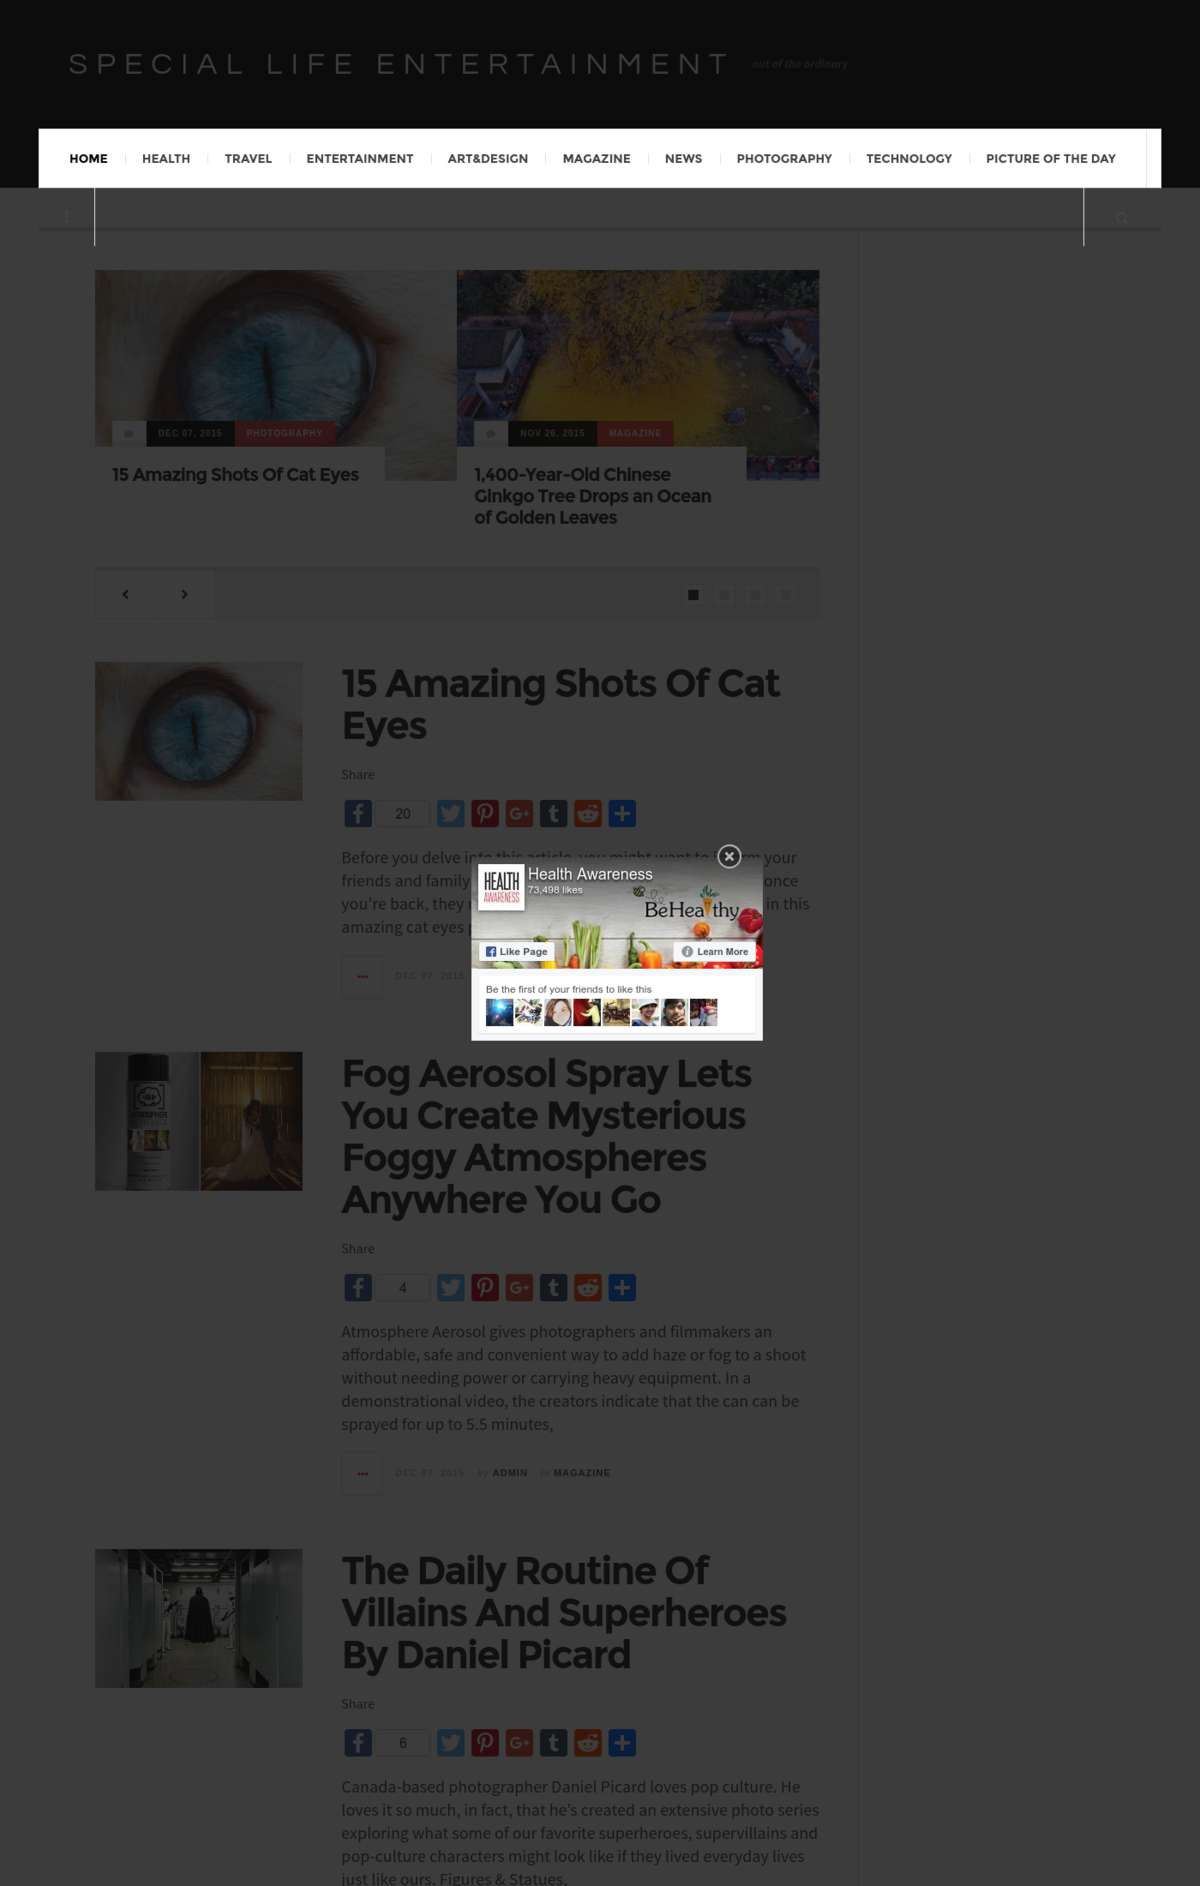 SPECIAL LIFE ENTERTAINMENT out of the ordinary
HOME HEALTH TRAVEL ENTERTAINMENT ART&DESIGN MAGAZINE NEWS PHOTOGRAPHY TECHNOLOGY PICTURE OF THE DAY
DEC 07, 2015 PHOTOGRAPHY
15 Amazing Shots Of Cat Eyes
NOV 26, 2015 MAGAZINE
1,400-Year-Old Chinese
Ginkgo Tree Drops an Ocean
of Golden Leaves
15 Amazing Shots Of Cat
Eyes
Share
20
Before you delve into this article, you might want to your
friends and family once
you're back, they in this
amazing cat eyes
DEC 07, 2015
HEALTH
AWARENESS
Health Awareness
73,498 likes
BeHealthy
Like Page
Learn More
Be the first of your friends to like this
Fog Aerosol Spray Lets
You Create Mysterious
Foggy Atmospheres
Anywhere You Go
Share
4
Atmosphere Aerosol gives photographers and filmmakers an
affordable, safe and convenient way to add haze or fog to a shoot
without needing power or carrying heavy equipment. In a
demonstrational video, the creators indicate that the can can be
sprayed for up to 5.5 minutes,
DEC 07, 2015 by ADMIN in MAGAZINE
The Daily Routine Of
Villains And Superheroes
By Daniel Picard
Share
6
Canada-based photographer Daniel Picard loves pop culture. He
loves it so much, in fact, that he's created an extensive photo series
exploring what some of our favorite superheroes, supervillains and
pop-culture characters might look like if they lived everyday lives
just like ours. Figures & Statues,